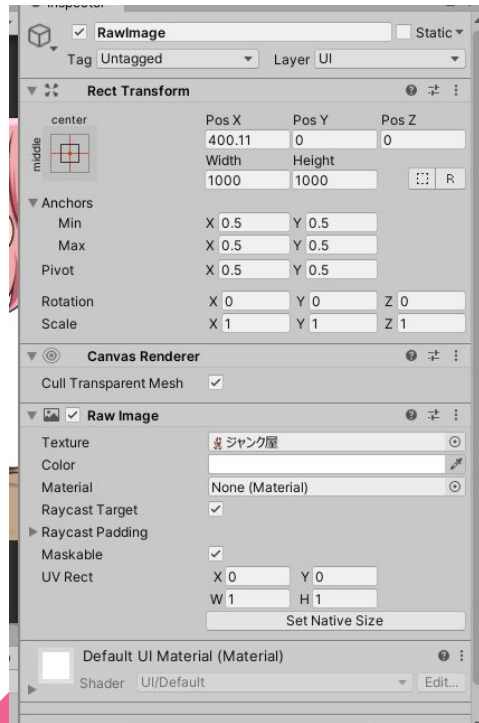 Inspector
RawImage
Static
Tag Untagged Layer UI
Rect Transform
center Pos X Pos Y Pos Z
middle 400.11 0 0
Width Height
1000 1000 R
Anchors
Min X 0.5 Y 0.5
Max X 0.5 Y 0.5
Pivot X 0.5 Y 0.5
Rotation X 0 Y 0 Z 0
Scale X 1 Y 1 Z 1
Canvas Renderer
Cull Transparent Mesh
Raw Image
Texture ジャンク屋
Color
Material None (Material)
Raycast Target
Raycast Padding
Maskable
UV Rect X 0 Y 0
W 1 H 1
Set Native Size
Default UI Material (Material)
Shader UI/Default Edit...